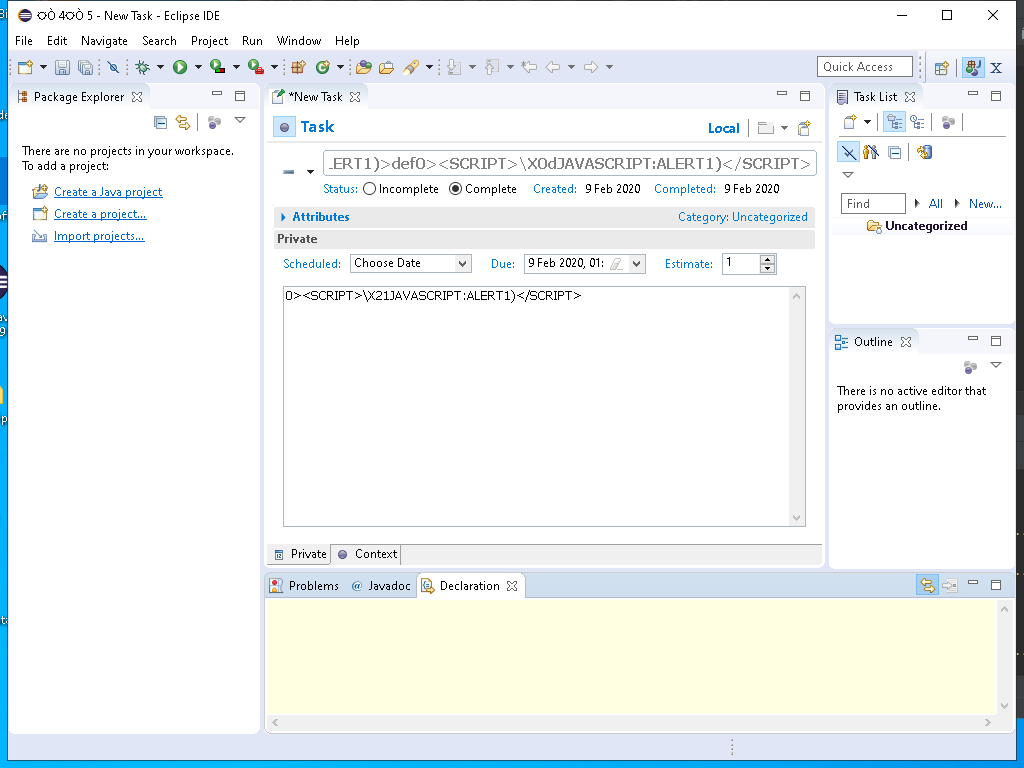 ѺÒ 4ѺÒ 5 - New Task - Eclipse IDE
File Edit Navigate Search Project Run Window Help
Quick Access
Package Explorer
There are no projects in your workspace.
To add a project:
Create a Java project
Create a project...
Import projects...
*New Task
Task
Local
.ERT1)>def0><SCRIPT>\X0dJAVASCRIPT:ALERT1)</SCRIPT>
Status: Incomplete Complete Created: 9 Feb 2020 Completed: 9 Feb 2020
Attributes Category: Uncategorized
Private
Scheduled: Choose Date Due: 9 Feb 2020, 01: Estimate: 1
0><SCRIPT>\X21JAVASCRIPT:ALERT1)</SCRIPT>
Private Context
Problems @ Javadoc Declaration
Task List
Find All New...
Uncategorized
Outline
There is no active editor that
provides an outline.